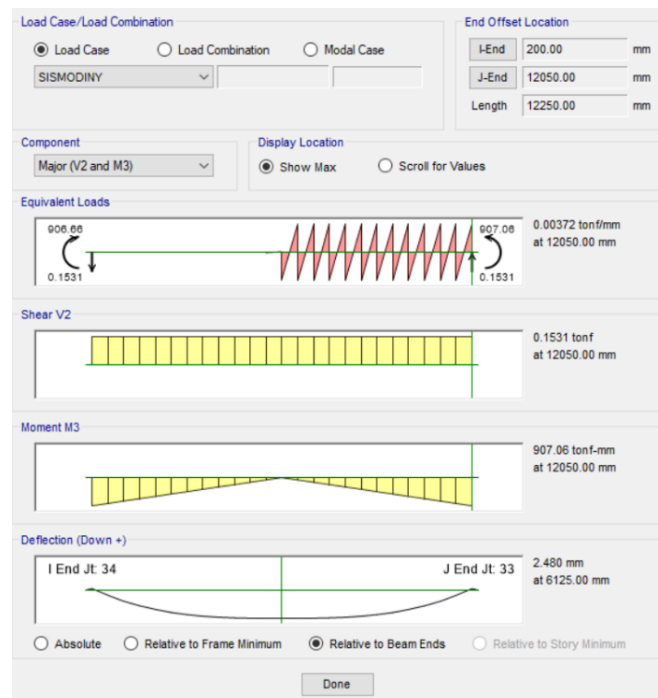 Load Case/Load Combination
Load Case Load Combination Modal Case
SISMODINY
End Offset Location
I-End 200.00 mm
J-End 12050.00 mm
Length 12250.00 mm
Component
Major (V2 and M3)
Display Location
Show Max Scroll for Values
Equivalent Loads
906.66 907.06
0.1531 0.1531
0.00372 tonf/mm
at 12050.00 mm
Shear V2
0.1531 tonf
at 12050.00 mm
Moment M3
907.06 tonf-mm
at 12050.00 mm
Deflection (Down +)
I End Jt: 34 J End Jt: 33
2.480 mm
at 6125.00 mm
Absolute Relative to Frame Minimum Relative to Beam Ends Relative to Story Minimum
Done